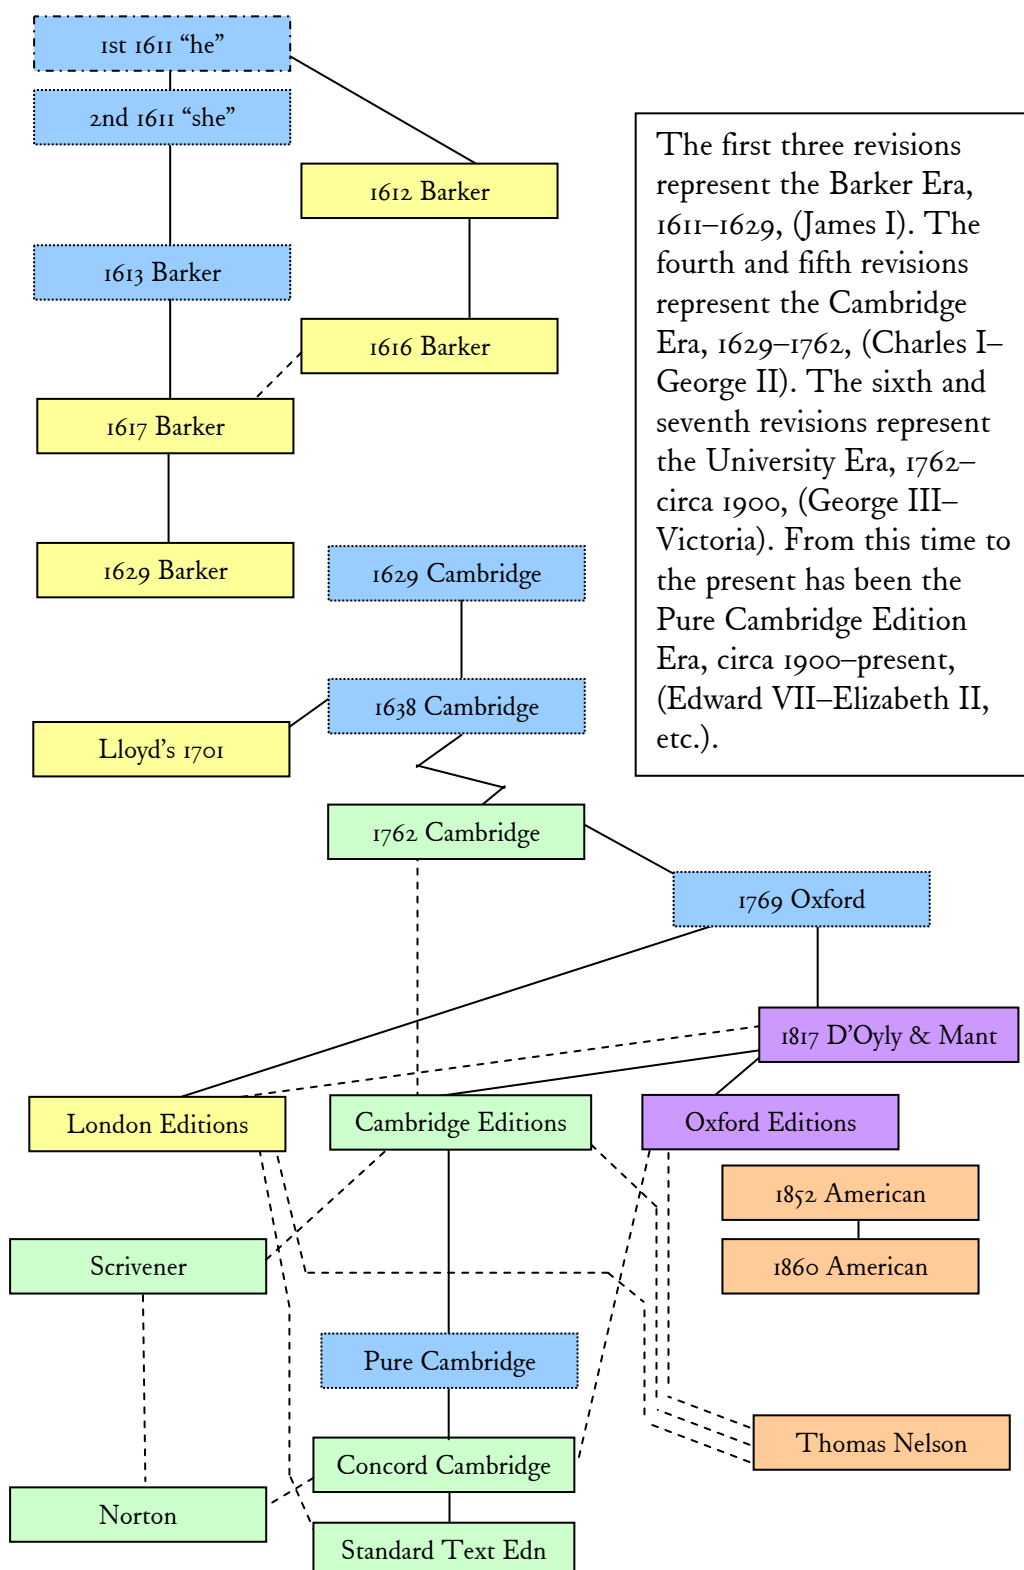 1st 1611 “he”
2nd 1611 “she”
1612 Barker
1613 Barker
1616 Barker
1617 Barker
1629 Barker
The first three revisions
represent the Barker Era,
1611–1629, (James I). The
fourth and fifth revisions
represent the Cambridge
Era, 1629–1762, (Charles I–
George II). The sixth and
seventh revisions represent
the University Era, 1762–
circa 1900, (George III–
Victoria). From this time to
the present has been the
Pure Cambridge Edition
Era, circa 1900–present,
(Edward VII–Elizabeth II,
etc.).
1629 Cambridge
1638 Cambridge
Lloyd’s 1701
1762 Cambridge
1769 Oxford
1817 D’Oyly & Mant
London Editions
Cambridge Editions
Oxford Editions
1852 American
Scrivener
1860 American
Pure Cambridge
Thomas Nelson
Concord Cambridge
Norton
Standard Text Edn